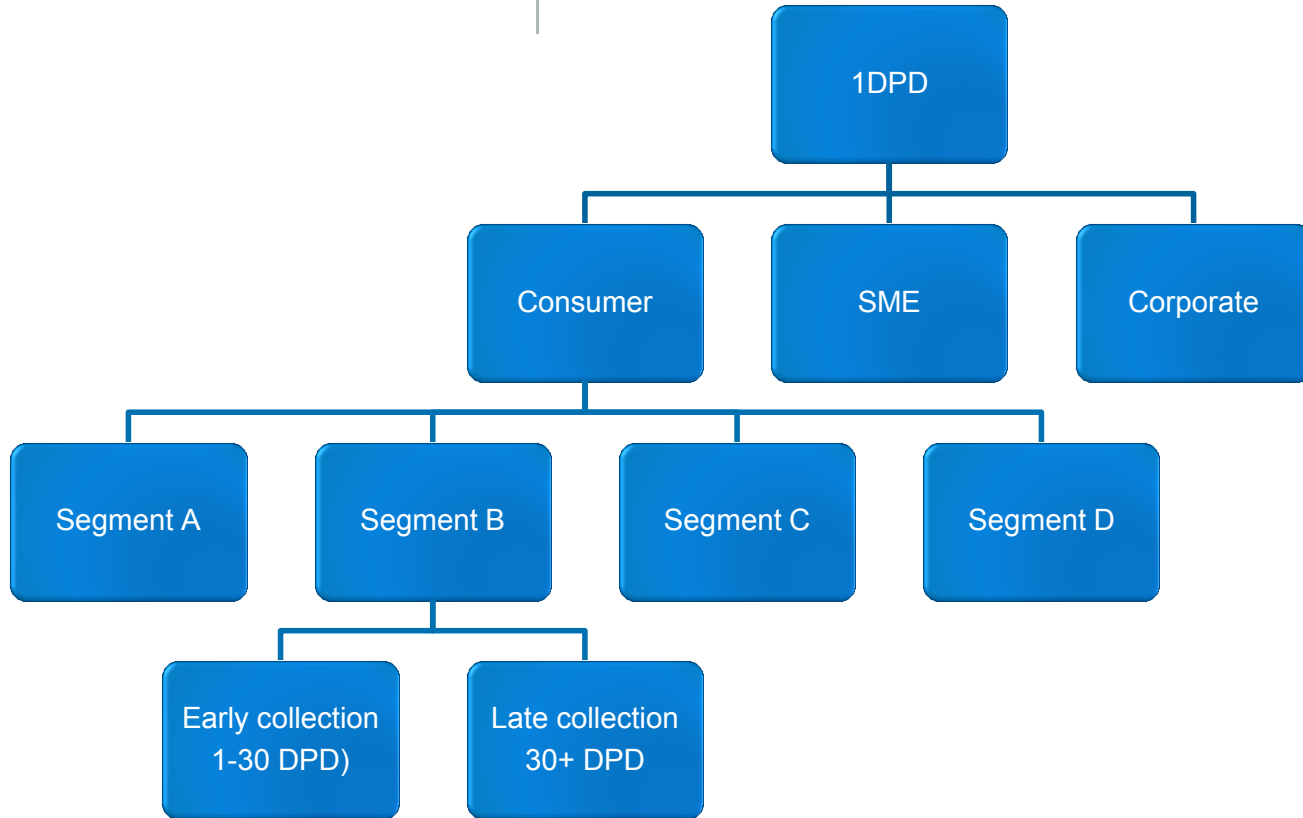 1DPD
Consumer
SME
Corporate
Segment A
Segment B
Segment C
Segment D
Early collection
1-30 DPD)
Late collection
30+ DPD